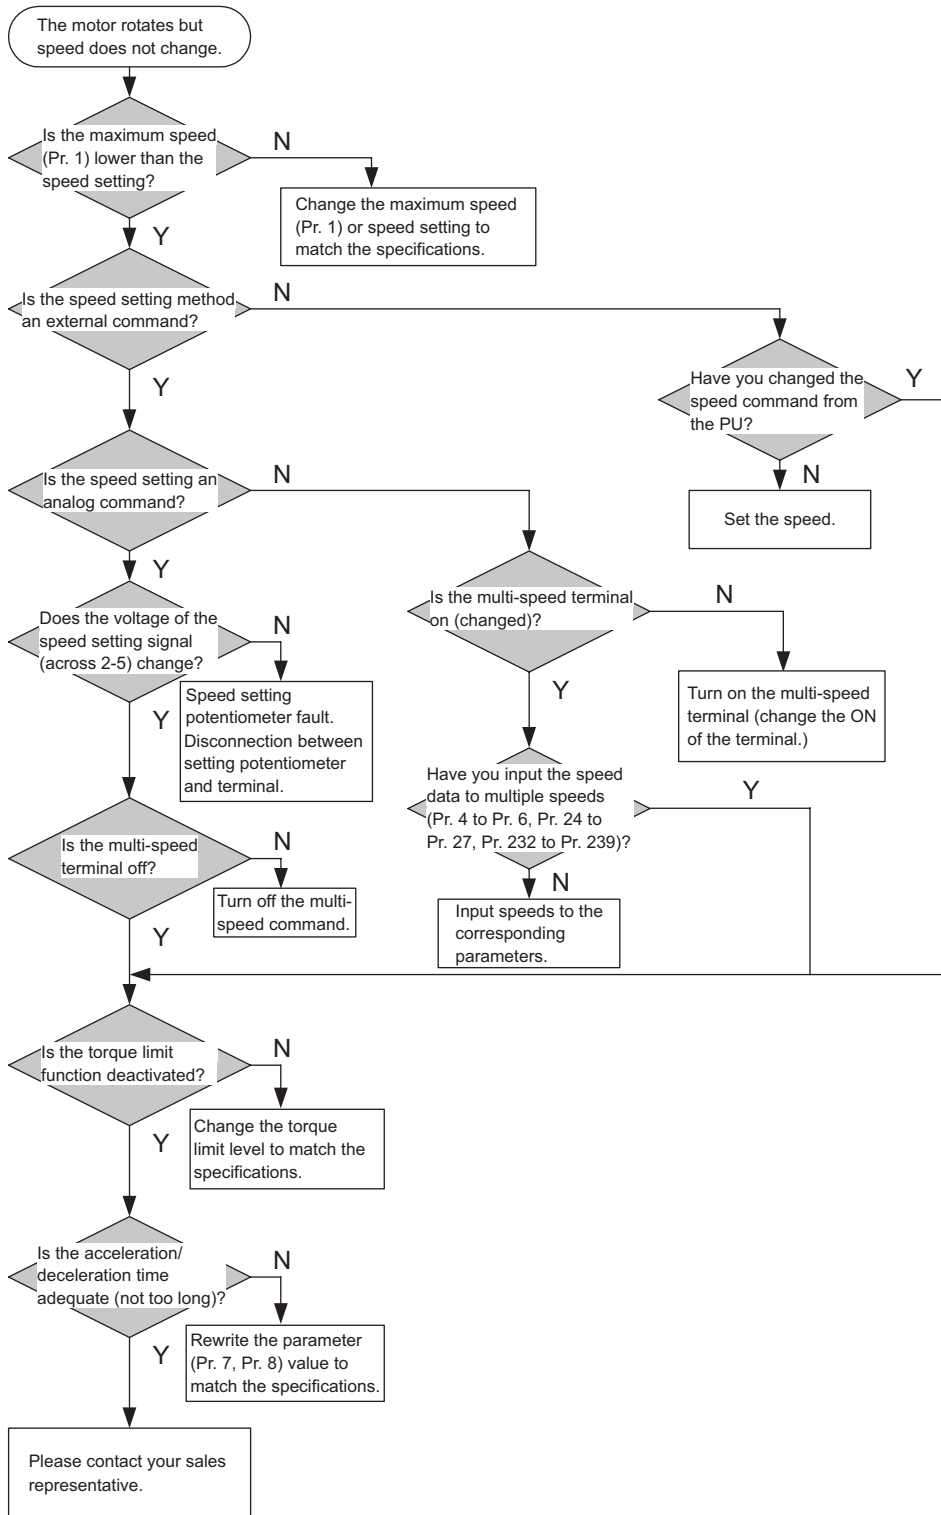 The motor rotates but
speed does not change.
Is the maximum speed
(Pr. 1) lower than the
speed setting?
N
Change the maximum speed
(Pr. 1) or speed setting to
match the specifications.
Y
Is the speed setting method
an external command?
N
Have you changed the
speed command from
the PU?
Y
N
Set the speed.
Y
Is the speed setting an
analog command?
N
Is the multi-speed terminal
on (changed)?
N
Turn on the multi-speed
terminal (change the ON
of the terminal.)
Y
Have you input the speed
data to multiple speeds
(Pr. 4 to Pr. 6, Pr. 24 to
Pr. 27, Pr. 232 to Pr. 239)?
Y
N
Input speeds to the
corresponding
parameters.
Y
Does the voltage of the
speed setting signal
(across 2-5) change?
N
Speed setting
potentiometer fault.
Disconnection between
setting potentiometer
and terminal.
Y
Is the multi-speed
terminal off?
N
Turn off the multi-
speed command.
Y
Is the torque limit
function deactivated?
N
Change the torque
limit level to match the
specifications.
Y
Is the acceleration/
deceleration time
adequate (not too long)?
N
Rewrite the parameter
(Pr. 7, Pr. 8) value to
match the specifications.
Y
Please contact your sales
representative.